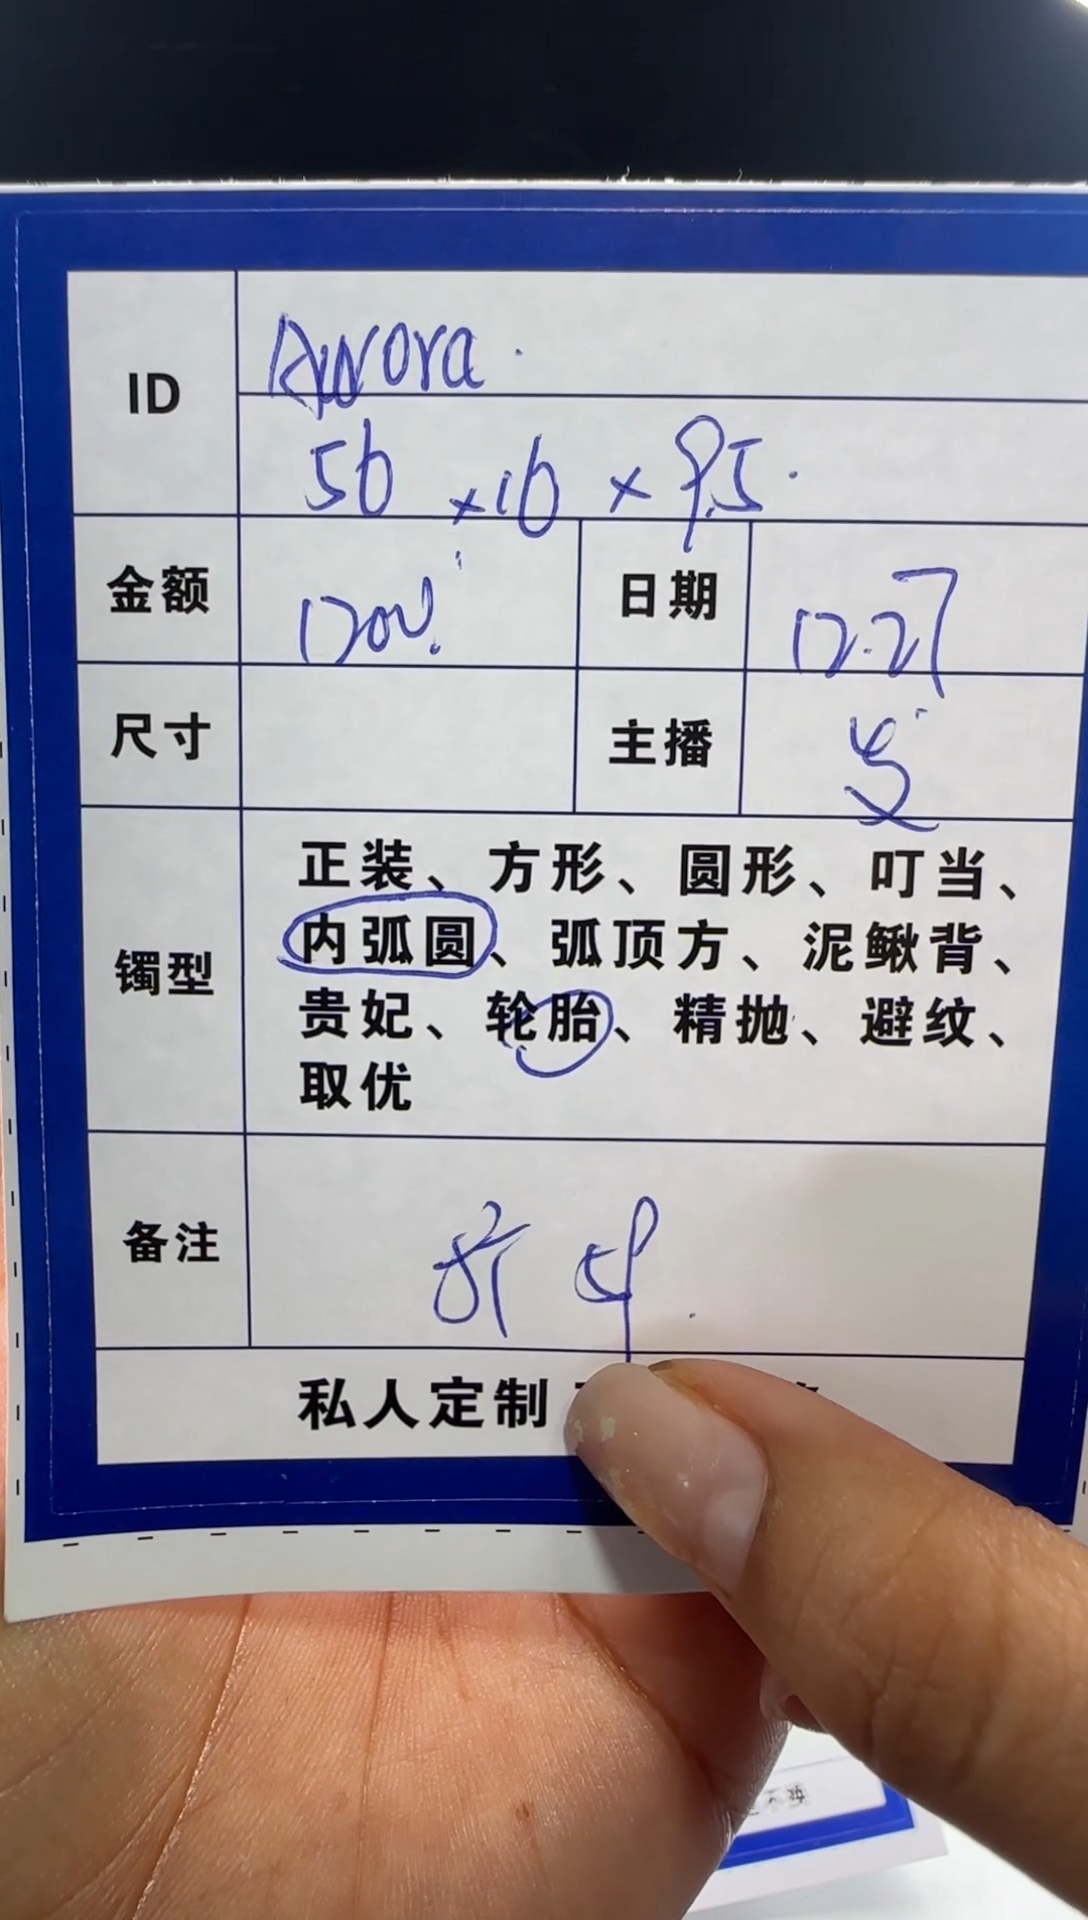 ID
Aurora.
56 × 16 × 9.5.
金额
1200.
日期
12.27
尺寸
主播
镯型
正装、方形、圆形、叮当、
内弧圆、弧顶方、泥鳅背、
贵妃、轮胎、精抛、避纹、
取优
备注
私人定制